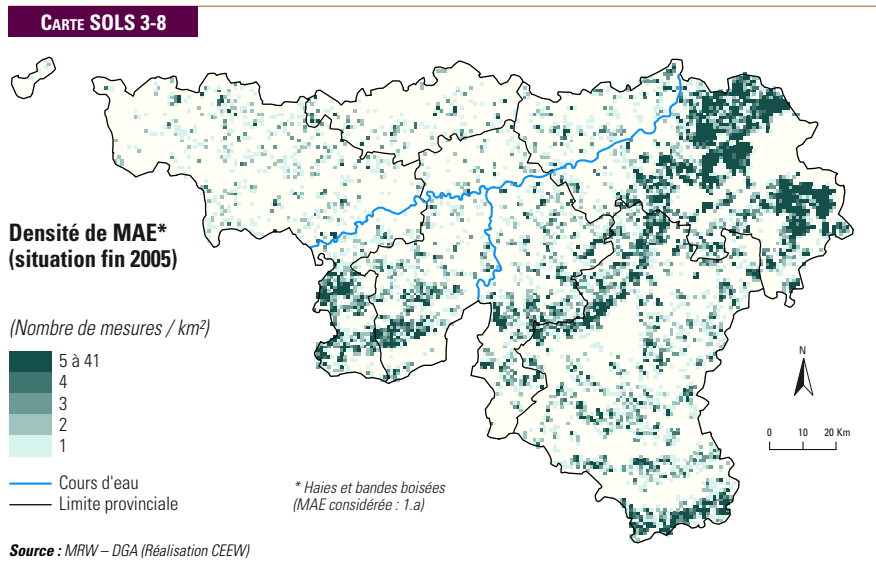 CARTE SOLS 3-8
Densité de MAE*
(situation fin 2005)
(Nombre de mesures / km²)
5 à 41
4
3
2
1
Cours d'eau
Limite provinciale
* Haies et bandes boisées
(MAE considérée : 1.a)
N
0 10 20 Km
Source : MRW – DGA (Réalisation CEEW)